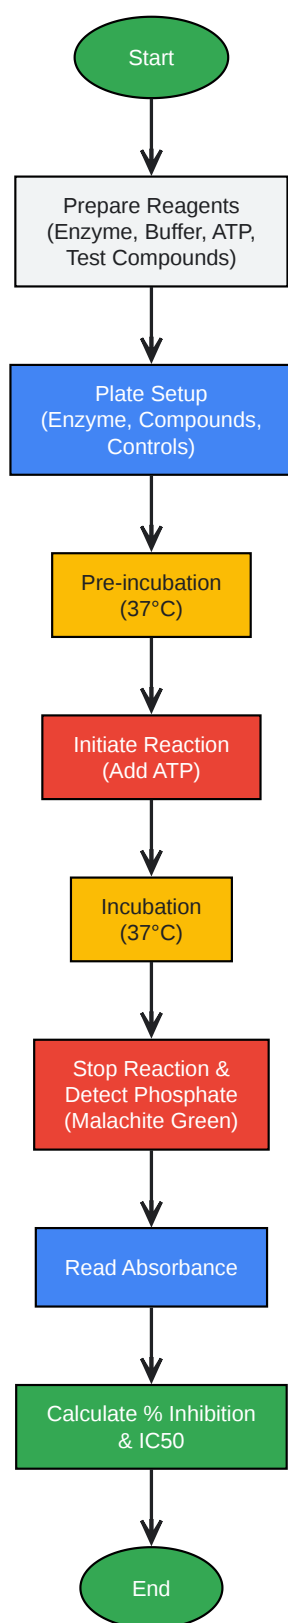 Start
Prepare Reagents
(Enzyme, Buffer, ATP,
Test Compounds)
Plate Setup
(Enzyme, Compounds,
Controls)
Pre-incubation
(37°C)
Initiate Reaction
(Add ATP)
Incubation
(37°C)
Stop Reaction &
Detect Phosphate
(Malachite Green)
Read Absorbance
Calculate % Inhibition
& IC50
End